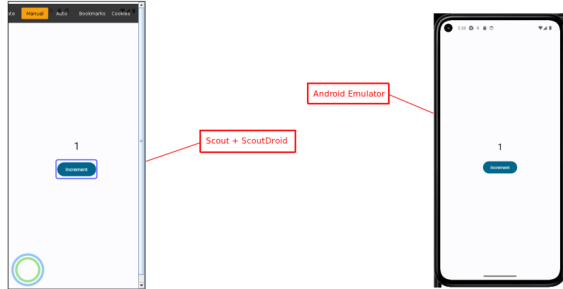 Manual Auto Bookmarks Cookies
1
Increment
Scout + ScoutDroid
Android Emulator
1
Increment